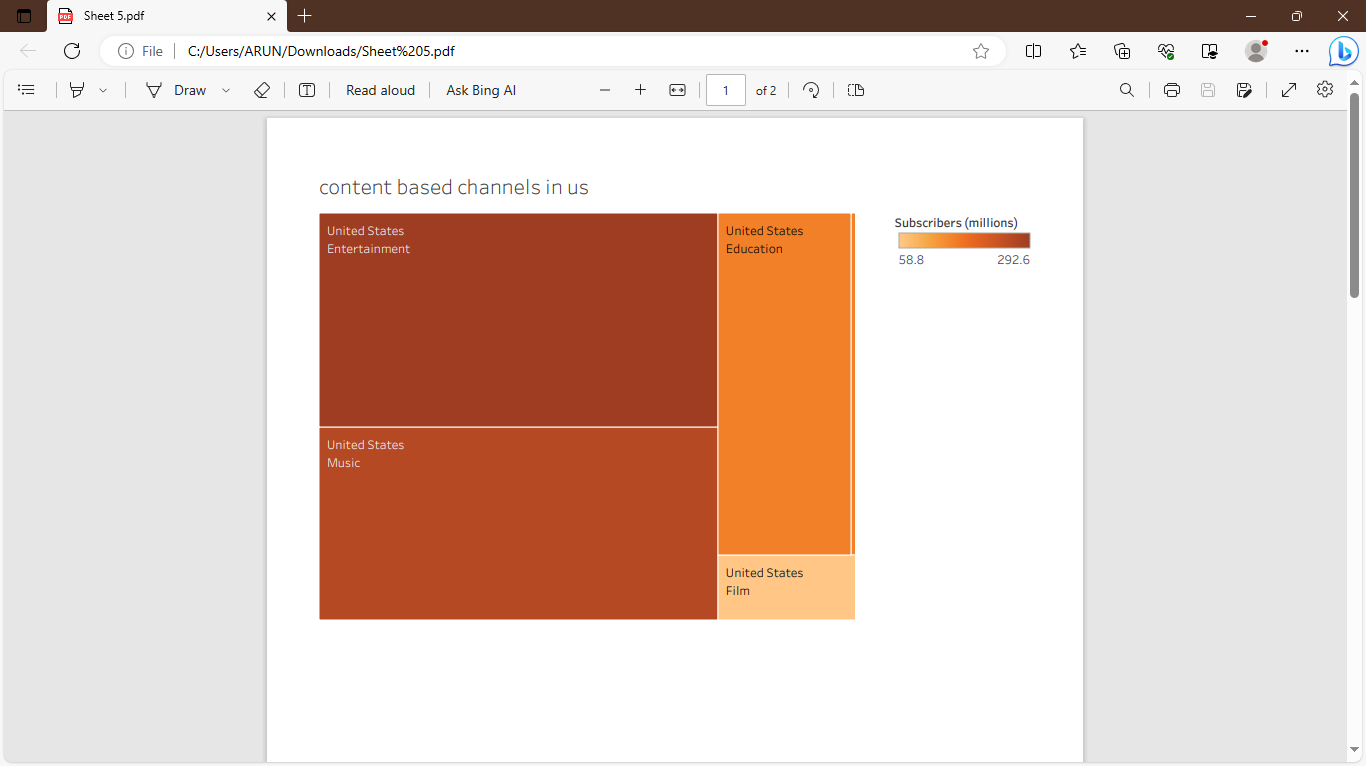 Sheet 5.pdf
File
C:/Users/ARUN/Downloads/Sheet%205.pdf
Draw
Read aloud
Ask Bing AI
1
of 2
content based channels in us
United States
Entertainment
United States
Music
United States
Education
United States
Film
Subscribers (millions)
58.8
292.6